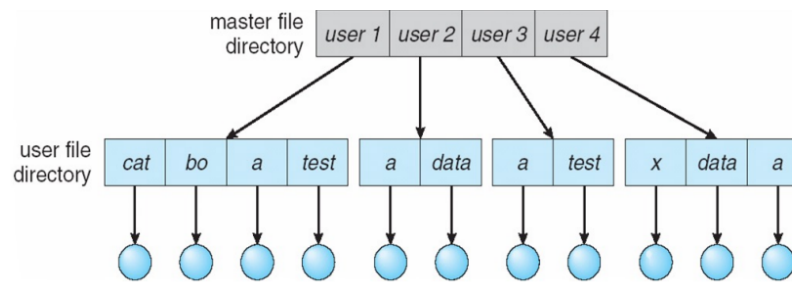 master file
directory
user 1 user 2 user 3 user 4
user file
directory
cat bo a test a data a test x data a